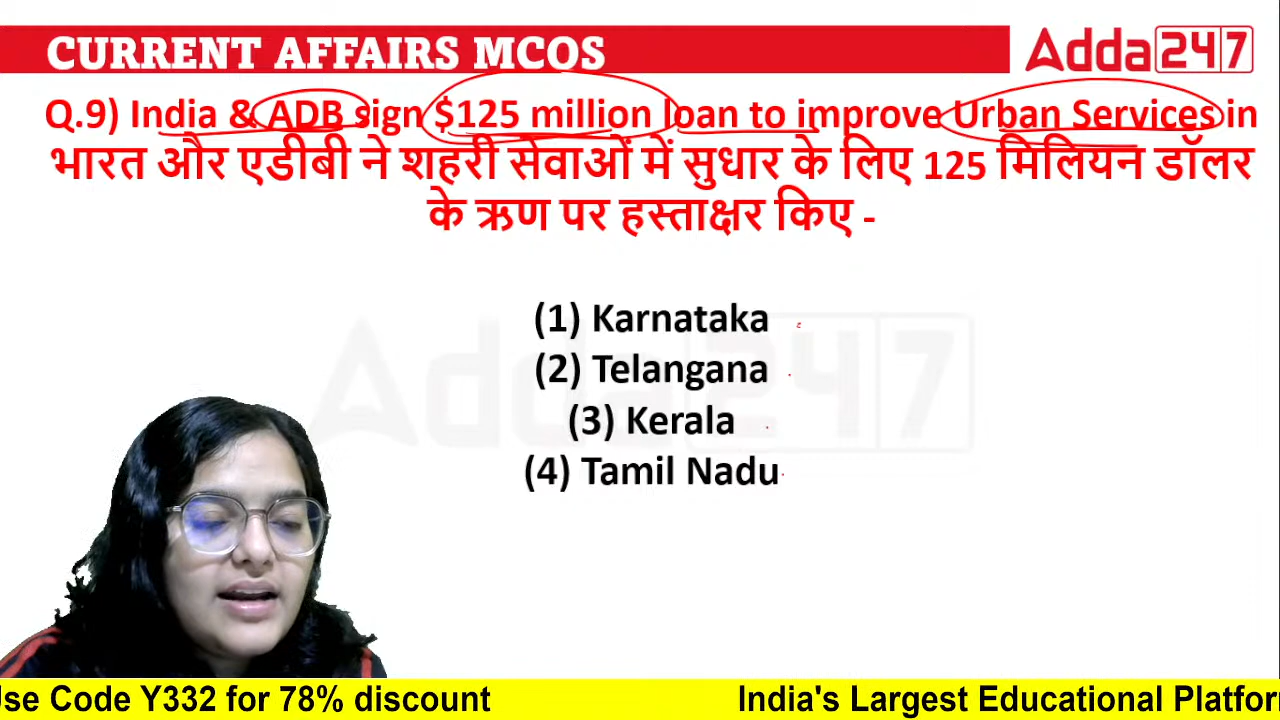 CURRENT AFFAIRS MCQS
Adda247
Q.9) India & ADB sign $125 million loan to improve Urban Services in
भारत और एडीबी ने शहरी सेवाओं में सुधार के लिए 125 मिलियन डॉलर
के ऋण पर हस्ताक्षर किए -
(1) Karnataka
(2) Telangana
(3) Kerala
(4) Tamil Nadu
Adda247
Use Code Y332 for 78% discount
India's Largest Educational Platfor